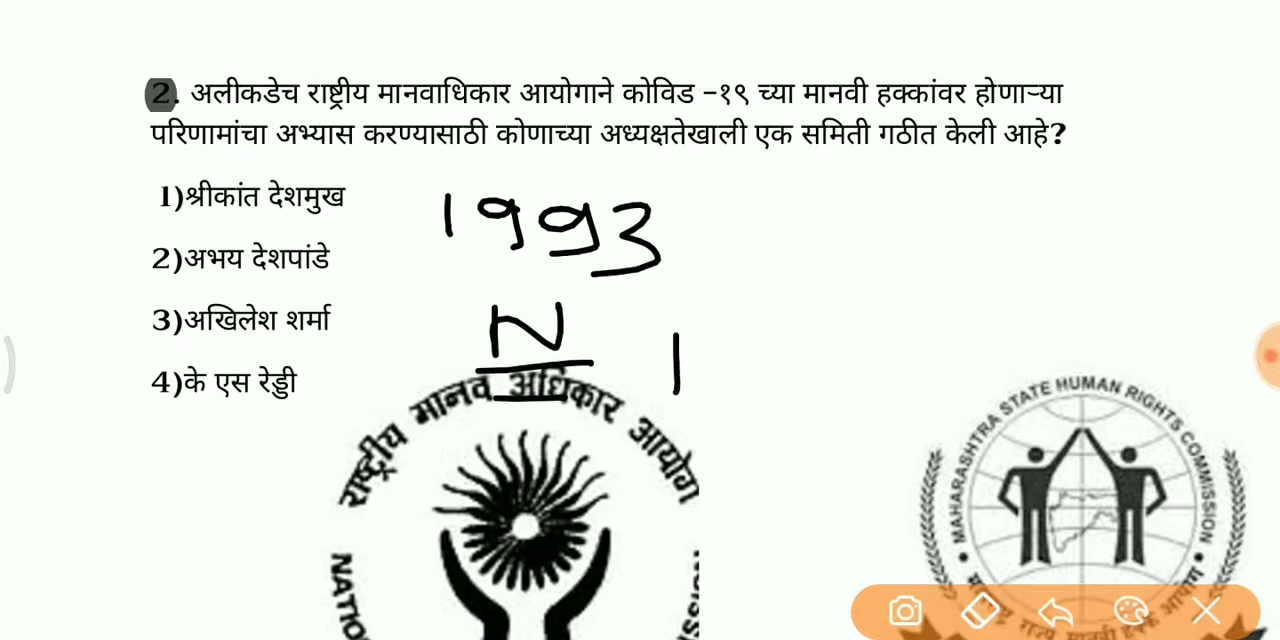 2. अलीकडेच राष्ट्रीय मानवाधिकार आयोगाने कोविड -१९ च्या मानवी हक्कांवर होणाऱ्या
परिणामांचा अभ्यास करण्यासाठी कोणाच्या अध्यक्षतेखाली एक समिती गठीत केली आहे?
1)श्रीकांत देशमुख
2)अभय देशपांडे
3)अखिलेश शर्मा
4)के एस रेड्डी
1993
N
राष्ट्रीय मानव अधिकार आयोग
MAHARASHTRA STATE HUMAN RIGHTS COMMISSION